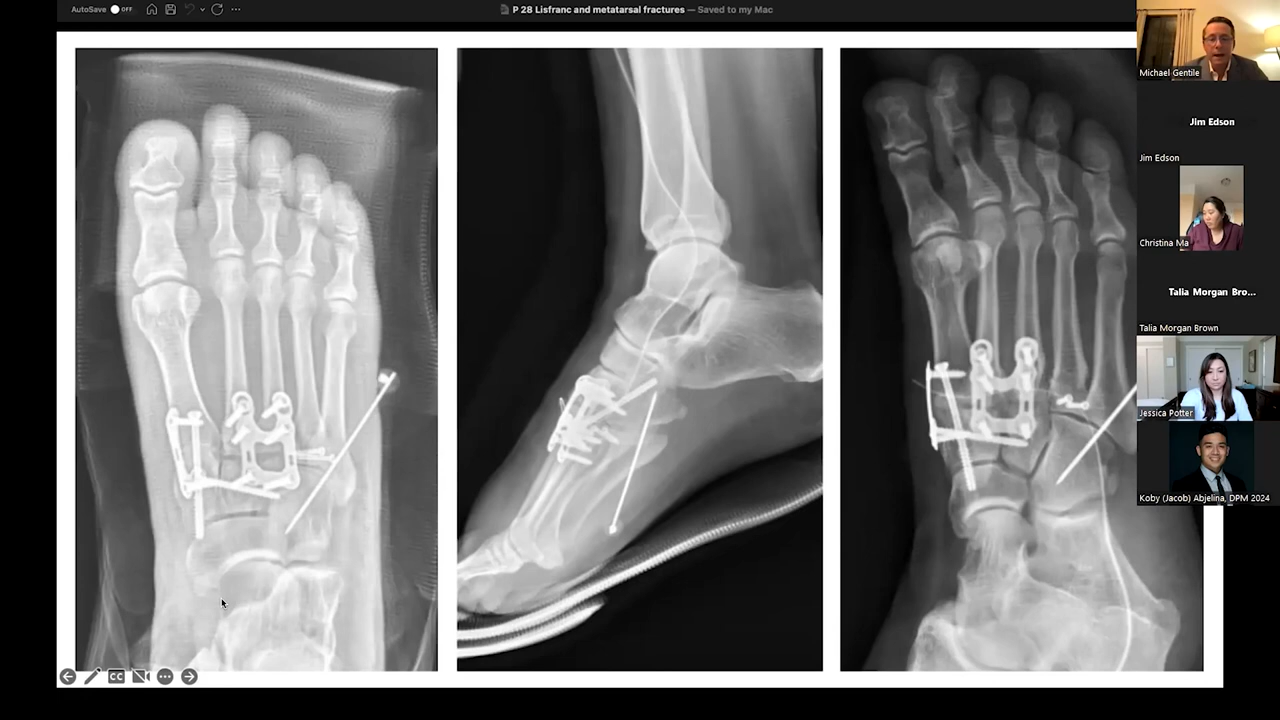 AutoSave OFF
P 28 Lisfranc and metatarsal fractures — Saved to my Mac
Michael Gentile
Jim Edson
Jim Edson
Christina Ma
Talia Morgan Bro...
Talia Morgan Brown
Jessica Potter
Koby (Jacob) Abjelina, DPM 2024
CC